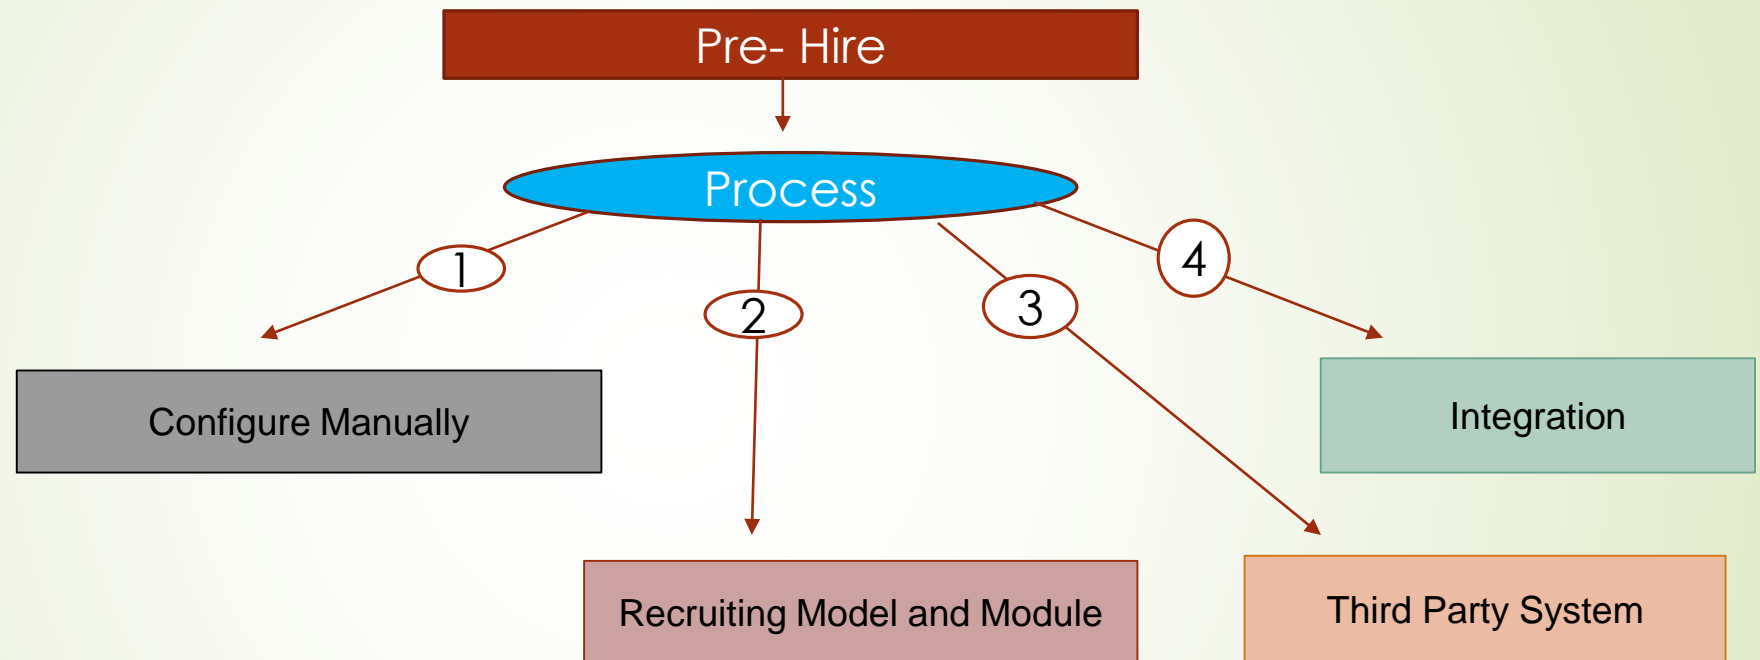 Pre- Hire
Process
1
2
3
4
Configure Manually
Integration
Recruiting Model and Module
Third Party System